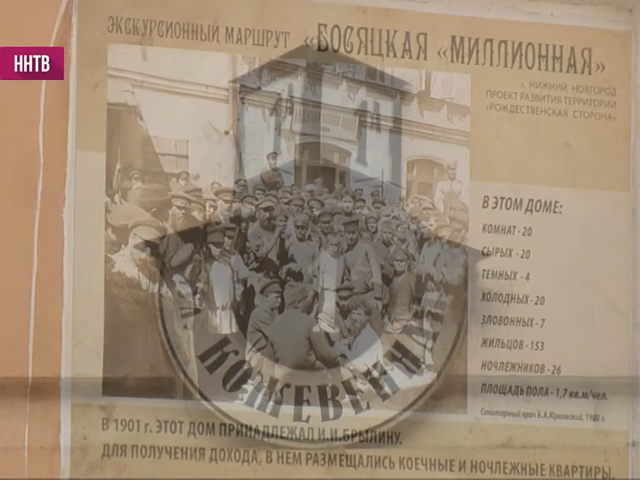 ННТВ
ЭКСКУРСИОННЫЙ МАРШРУТ «БОСЯЦКАЯ «МИЛЛИОННАЯ»
г. НИЖНИЙ НОВГОРОД
ПРОЕКТ РАЗВИТИЯ ТЕРРИТОРИИ
«РОЖДЕСТВЕНСКАЯ СТОРОНА»
В ЭТОМ ДОМЕ:
КОМНАТ - 20
СЫРЫХ - 20
ТЕМНЫХ - 4
ХОЛОДНЫХ - 20
ЗЛОВОННЫХ - 7
ЖИЛЬЦОВ - 153
НОЧЛЕЖНИКОВ - 26
ПЛОЩАДЬ ПОЛА - 1,7 кв.м/чел.
Санитарный врач
В 1901 г. ЭТОТ ДОМ ПРИНАДЛЕЖАЛ И.И.БРЫЛИНУ.
ДЛЯ ПОЛУЧЕНИЯ ДОХОДА, В НЕМ РАЗМЕЩАЛИСЬ КОЕЧНЫЕ И НОЧЛЕЖНЫЕ КВАРТИРЫ.